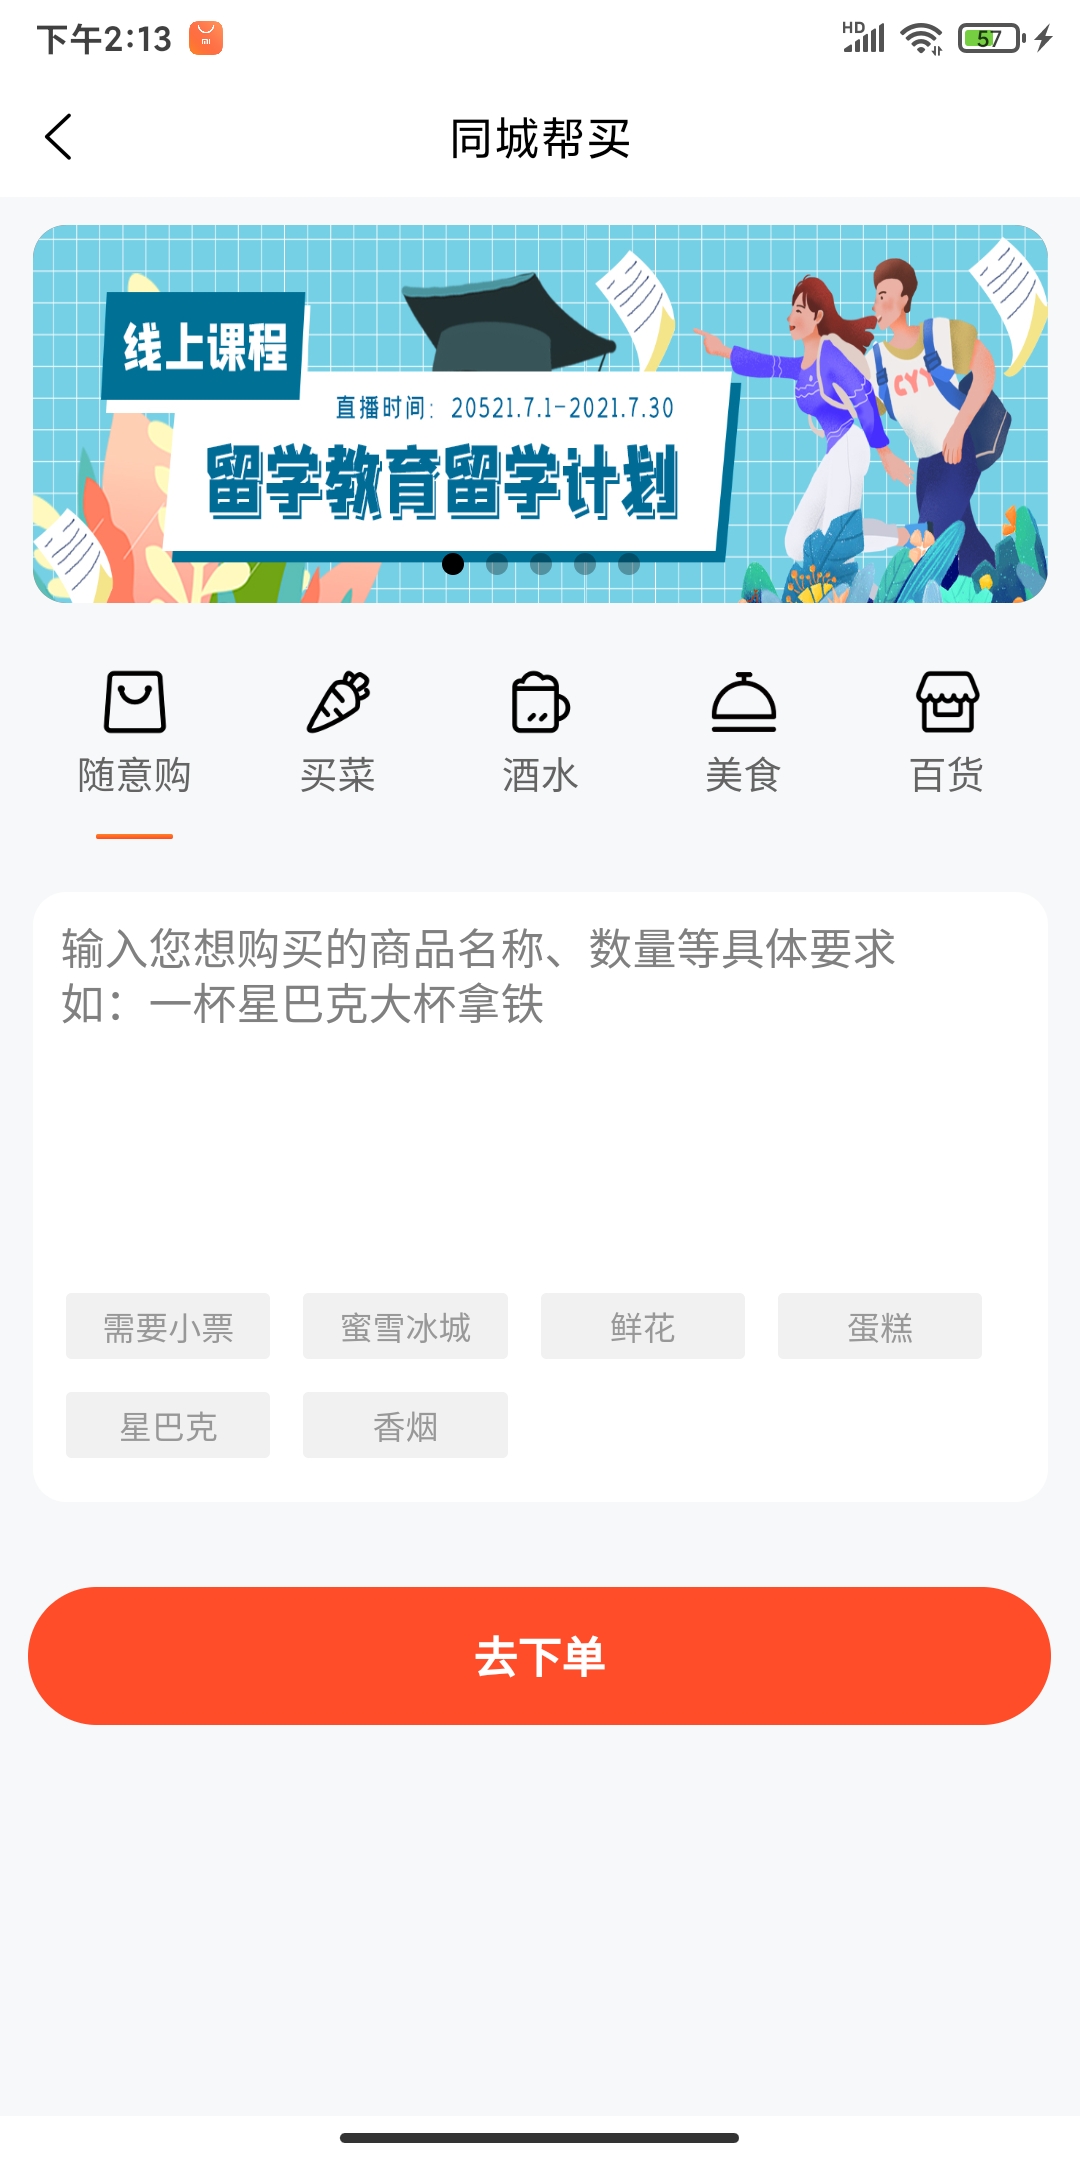 下午2:13
HD
57
同城帮买
线上课程
直播时间：20521.7.1-2021.7.30
留学教育留学计划
CYY
随意购
买菜
酒水
美食
百货
输入您想购买的商品名称、数量等具体要求
如：一杯星巴克大杯拿铁
需要小票
蜜雪冰城
鲜花
蛋糕
星巴克
香烟
去下单